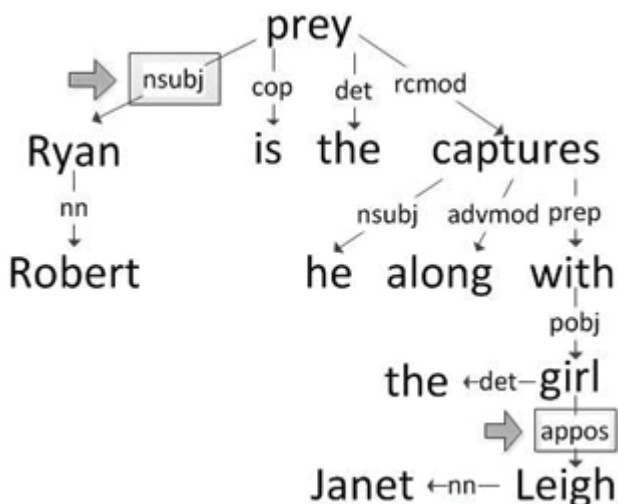 prey
nsubj cop det rcmod
Ryan is the captures
nn nsubj advmod prep
Robert he along with
pobj
the det girl
appos
Janet nn Leigh